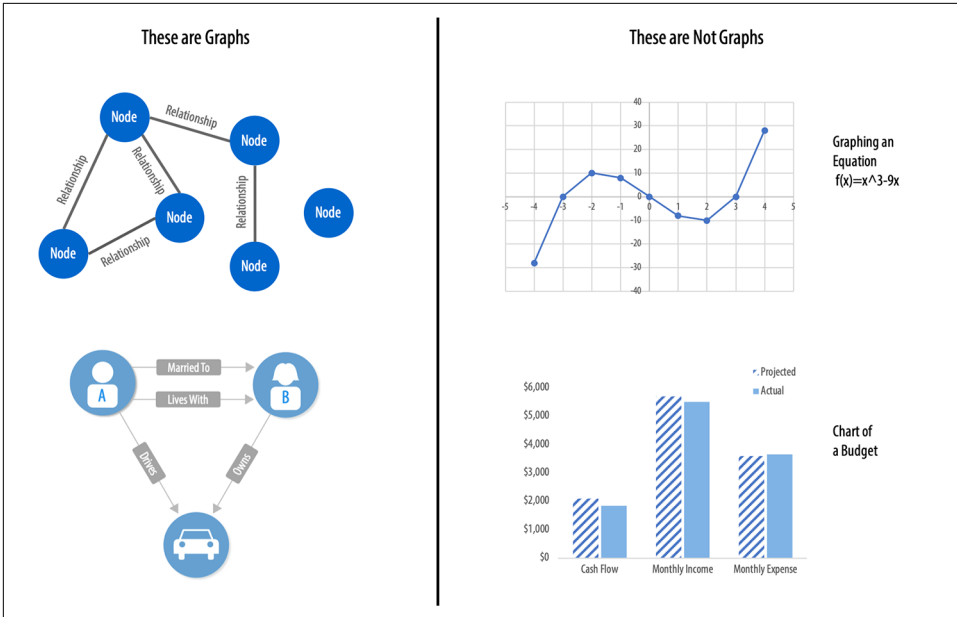 These are Graphs
Node
Relationship
Node
Relationship
Relationship
Relationship
Node
Node
Relationship
Node
Node
A
Married To
Lives With
B
Drives
Owns
These are Not Graphs
40
30
20
10
0
-5 -4 -3 -2 -1 0 1 2 3 4 5
-10
-20
-30
-40
Graphing an
Equation
f(x)=x^3-9x
Projected
Actual
$6,000
$5,000
$4,000
$3,000
$2,000
$1,000
$0
Cash Flow Monthly Income Monthly Expense
Chart of
a Budget